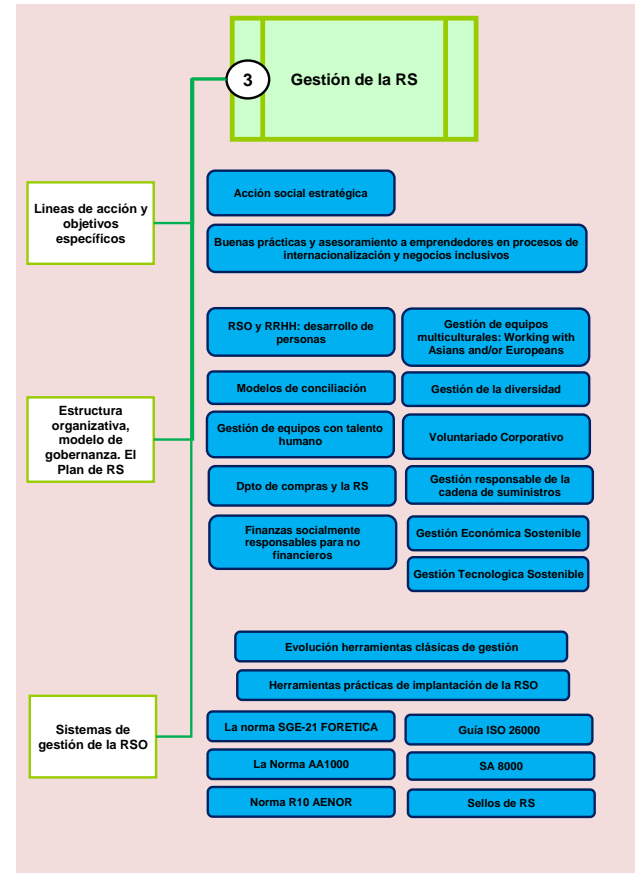 3
Gestión de la RS
Lineas de acción y
objetivos
específicos
Acción social estratégica
Buenas prácticas y asesoramiento a emprendedores en procesos de
internacionalización y negocios inclusivos
Estructura
organizativa,
modelo de
gobernanza. El
Plan de RS
RSO y RRHH: desarrollo de
personas
Gestión de equipos
multiculturales: Working with
Asians and/or Europeans
Modelos de conciliación
Gestión de la diversidad
Gestión de equipos con talento
humano
Voluntariado Corporativo
Dpto de compras y la RS
Gestión responsable de la
cadena de suministros
Finanzas socialmente
responsables para no
financieros
Gestión Económica Sostenible
Gestión Tecnologica Sostenible
Sistemas de
gestión de la RSO
Evolución herramientas clásicas de gestión
Herramientas prácticas de implantación de la RSO
La norma SGE-21 FORETICA
Guía ISO 26000
La Norma AA1000
SA 8000
Norma R10 AENOR
Sellos de RS